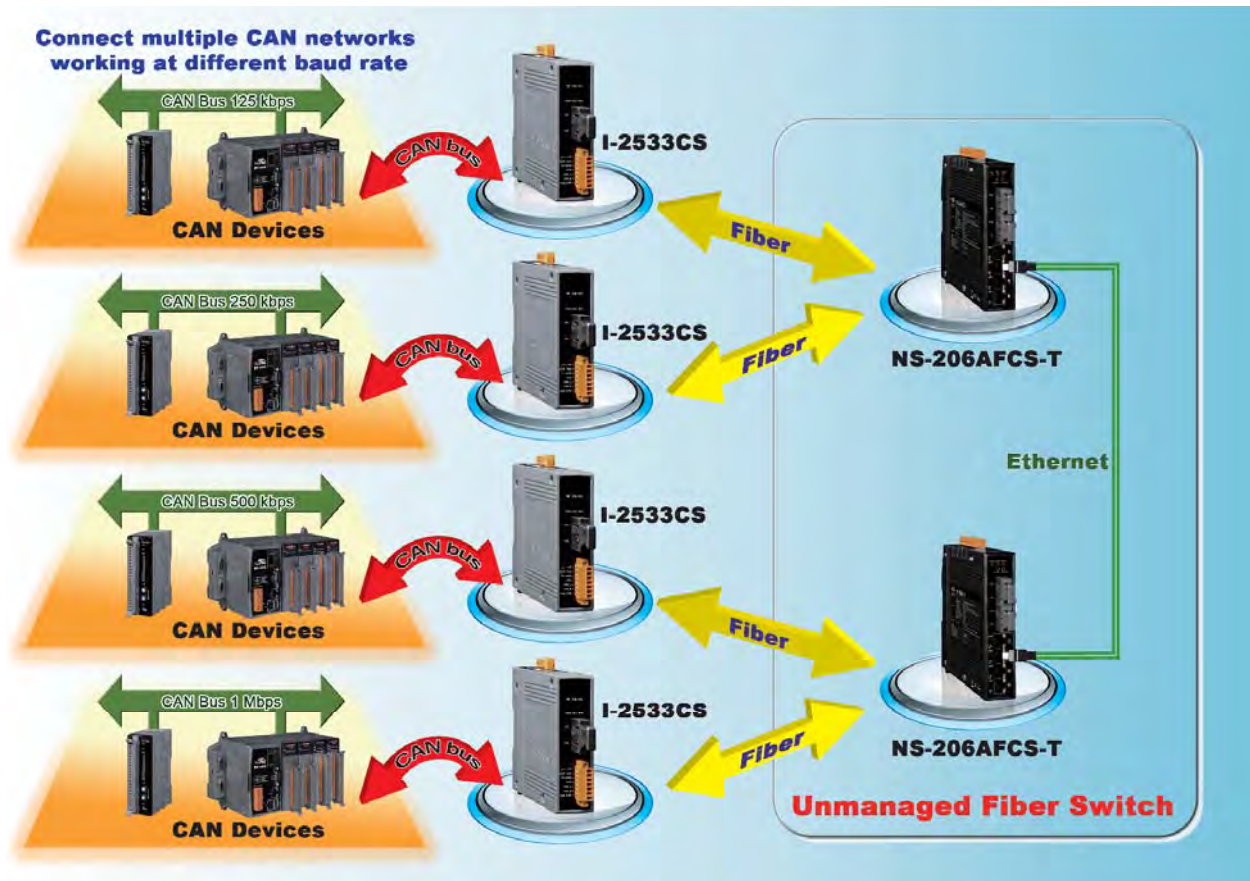 Connect multiple CAN networks
working at different baud rate
CAN Bus 125 kbps
CAN Devices
CAN bus
I-2533CS
Fiber
NS-206AFCS-T
CAN Bus 250 kbps
CAN Devices
CAN bus
I-2533CS
Fiber
Ethernet
CAN Bus 500 kbps
CAN Devices
CAN bus
I-2533CS
Fiber
NS-206AFCS-T
CAN Bus 1 Mbps
CAN Devices
CAN bus
I-2533CS
Fiber
Unmanaged Fiber Switch